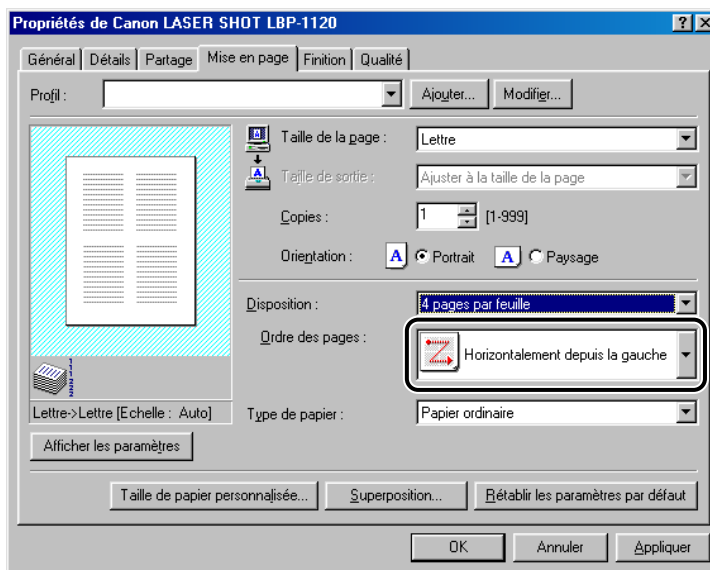 Propriétés de Canon LASER SHOT LBP-1120
Général Détails Partage Mise en page Finition Qualité
Profil : Ajouter... Modifier...
Taille de la page : Lettre
Taille de sortie : Ajuster à la taille de la page
Copies : 1 [1-999]
Orientation : A Portrait A Paysage
Disposition : 4 pages par feuille
Ordre des pages : Horizontalement depuis la gauche
Lettre->Lettre [Echelle : Auto] Type de papier : Papier ordinaire
Afficher les paramètres
Taille de papier personnalisée... Superposition... Rétablir les paramètres par défaut
OK Annuler Appliquer